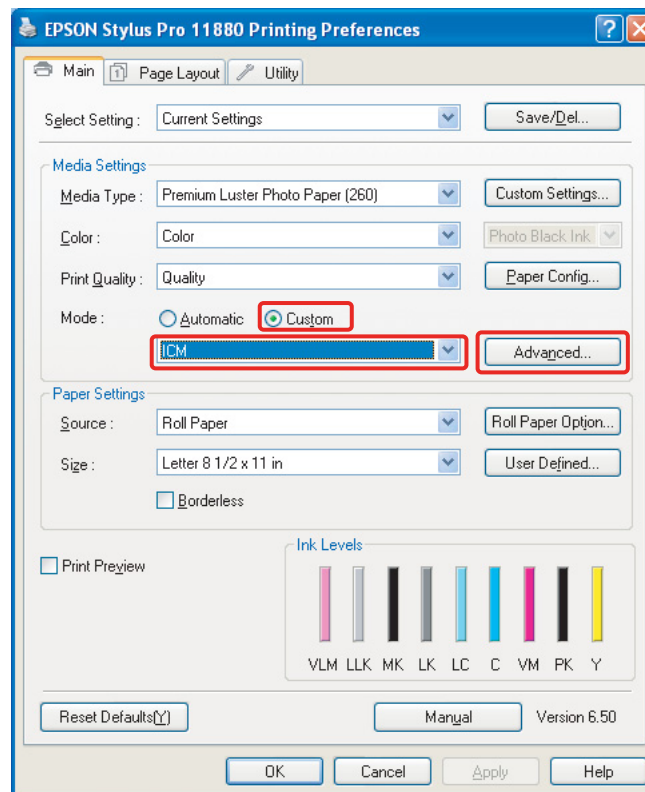 EPSON Stylus Pro 11880 Printing Preferences
Main Page Layout Utility
Select Setting : Current Settings Save/Del...
Media Settings
Media Type : Premium Luster Photo Paper (260) Custom Settings...
Color : Color Photo Black Ink
Print Quality : Quality Paper Config...
Mode : Automatic Custom
ICM Advanced...
Paper Settings
Source : Roll Paper Roll Paper Option...
Size : Letter 8 1/2 x 11 in User Defined...
Borderless
Print Preview
Ink Levels
VLM LLK MK LK LC C VM PK Y
Reset Defaults(Y) Manual Version 6.50
OK Cancel Apply Help